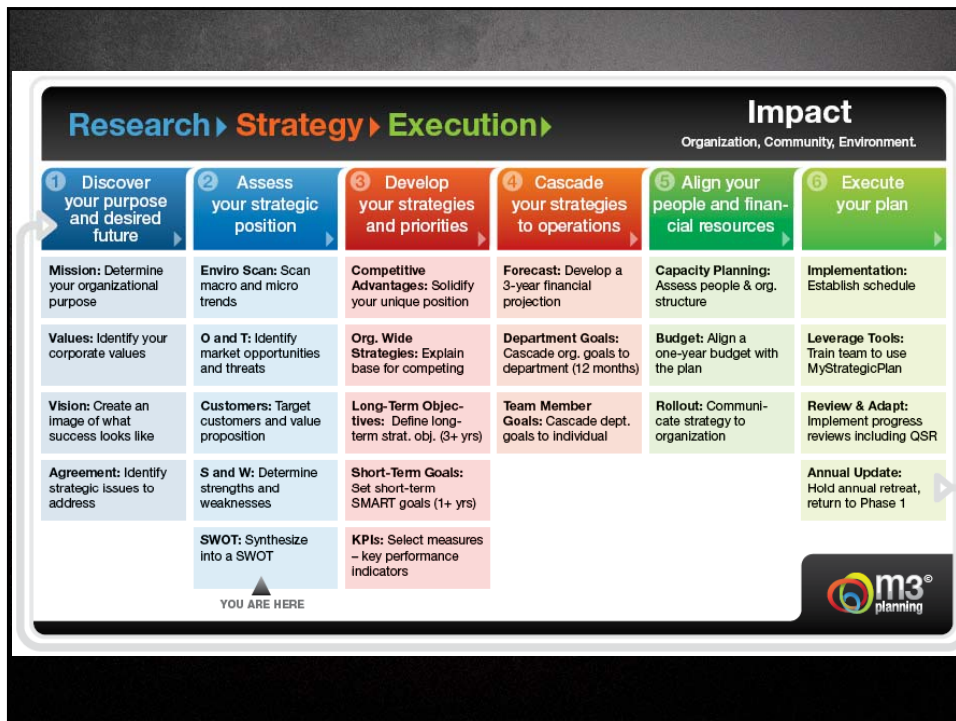 Research Strategy Execution
Impact
Organization, Community, Environment.
1 Discover
your purpose
and desired
future
Mission: Determine
your organizational
purpose
Values: Identify your
corporate values
Vision: Create an
image of what
success looks like
Agreement: Identify
strategic issues to
address
2 Assess
your strategic
position
Enviro Scan: Scan
macro and micro
trends
O and T: Identify
market opportunities
and threats
Customers: Target
customers and value
proposition
S and W: Determine
strengths and
weaknesses
SWOT: Synthesize
into a SWOT
YOU ARE HERE
3 Develop
your strategies
and priorities
Competitive
Advantages: Solidify
your unique position
Org. Wide
Strategies: Explain
base for competing
Long-Term Objec-
tives: Define long-
term strat. obj. (3+ yrs)
Short-Term Goals:
Set short-term
SMART goals (1+ yrs)
KPIs: Select measures
– key performance
indicators
4 Cascade
your strategies
to operations
Forecast: Develop a
3-year financial
projection
Department Goals:
Cascade org. goals to
department (12 months)
Team Member
Goals: Cascade dept.
goals to individual
5 Align your
people and finan-
cial resources
Capacity Planning:
Assess people & org.
structure
Budget: Align a
one-year budget with
the plan
Rollout: Communi-
cate strategy to
organization
6 Execute
your plan
Implementation:
Establish schedule
Leverage Tools:
Train team to use
MyStrategicPlan
Review & Adapt:
Implement progress
reviews including QSR
Annual Update:
Hold annual retreat,
return to Phase 1
m3©
planning